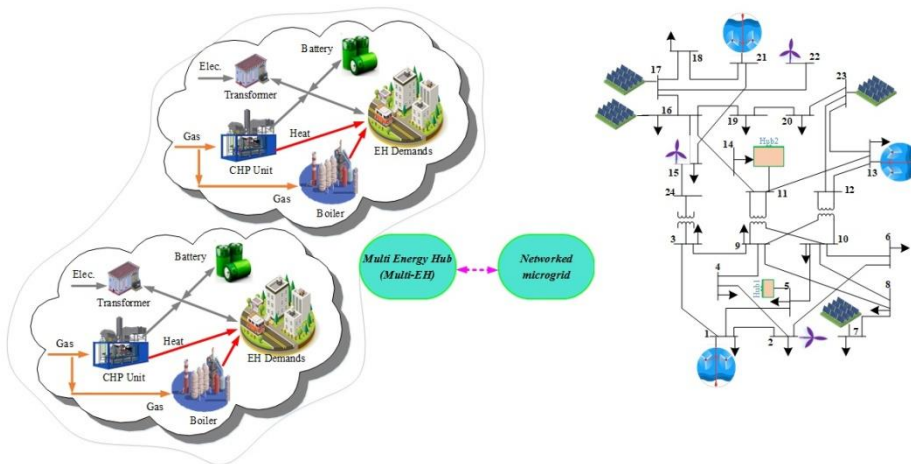 Battery
Elec.
Transformer
Gas
Heat
CHP Unit
EH Demands
Gas
Boiler
Battery
Elec.
Transformer
Gas
Heat
CHP Unit
EH Demands
Gas
Boiler
Multi Energy Hub
(Multi-EH)
Networked
microgrid
18
21
22
17
23
16
19
20
14
Hub2
15
11
12
13
24
3
9
10
6
4
5
Hub1
8
1
2
7